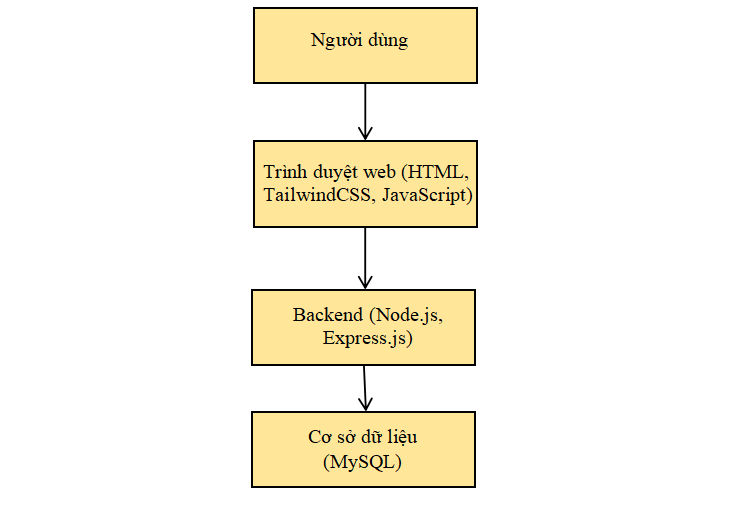 Người dùng
Trình duyệt web (HTML,
TailwindCSS, JavaScript)
Backend (Node.js,
Express.js)
Cơ sở dữ liệu
(MySQL)